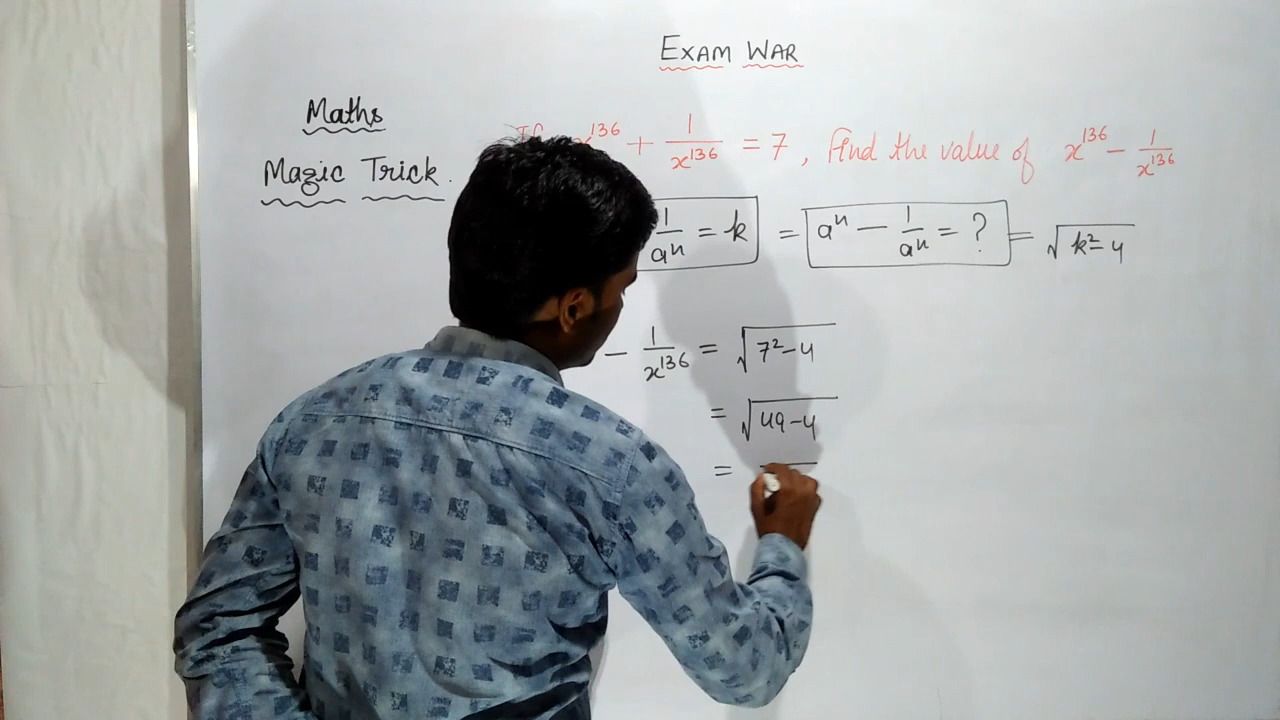 EXAM WAR
Maths
Magic Trick.
If x^136 + 1/x^136 = 7, Find the value of x^136 - 1/x^136
1/a^n = k = a^n - 1/a^n = ? = √(k² - 4)
- 1/x^136 = √(7² - 4)
= √(49 - 4)
=